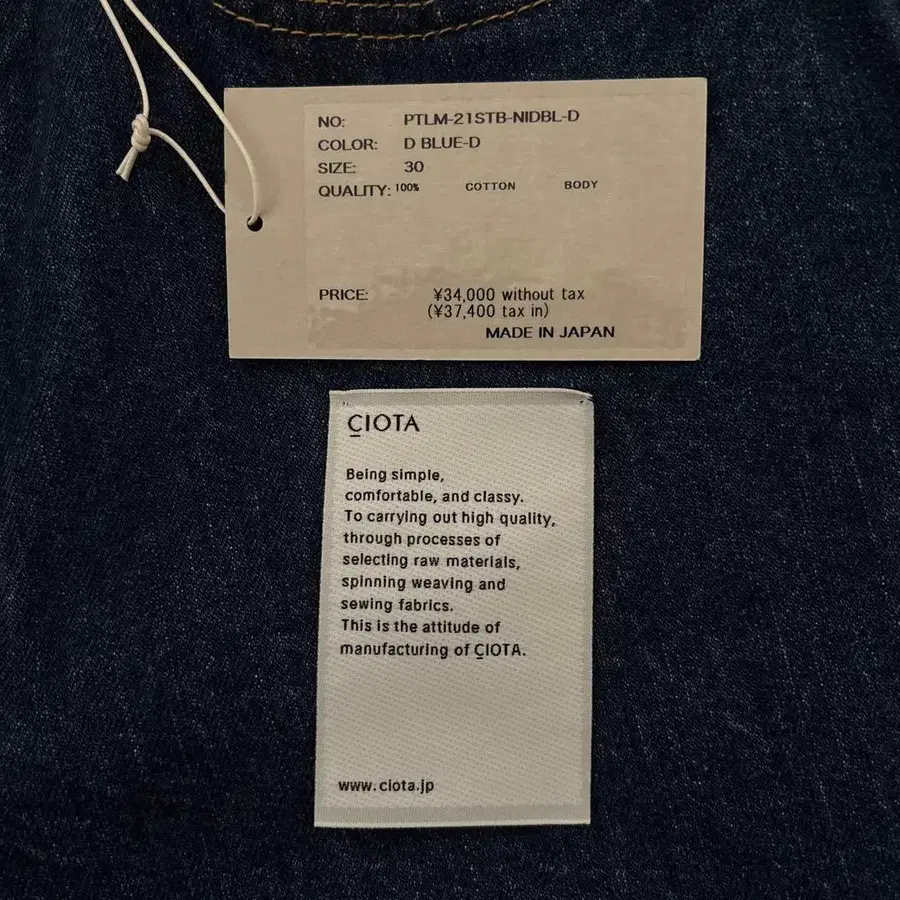 NO: PTLM-21STB-NIDBL-D
COLOR: D BLUE-D
SIZE: 30
QUALITY: 100% COTTON BODY
PRICE: ¥34,000 without tax
(¥37,400 tax in)
MADE IN JAPAN
CIOTA
Being simple,
comfortable, and classy.
To carrying out high quality,
through processes of
selecting raw materials,
spinning weaving and
sewing fabrics.
This is the attitude of
manufacturing of CIOTA.
www.ciota.jp